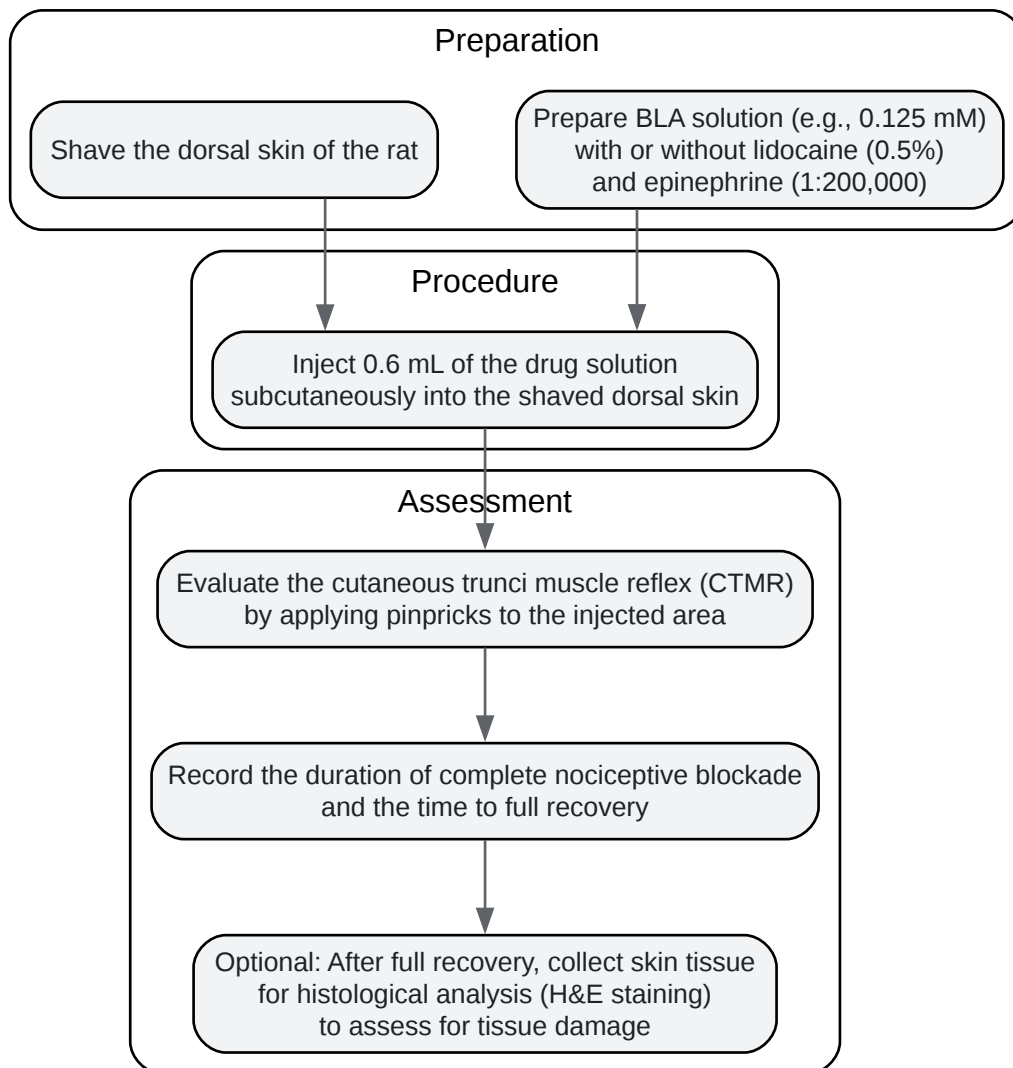 Preparation
Shave the dorsal skin of the rat
Prepare BLA solution (e.g., 0.125 mM)
with or without lidocaine (0.5%)
and epinephrine (1:200,000)
Procedure
Inject 0.6 mL of the drug solution
subcutaneously into the shaved dorsal skin
Assessment
Evaluate the cutaneous trunci muscle reflex (CTMR)
by applying pinpricks to the injected area
Record the duration of complete nociceptive blockade
and the time to full recovery
Optional: After full recovery, collect skin tissue
for histological analysis (H&E staining)
to assess for tissue damage